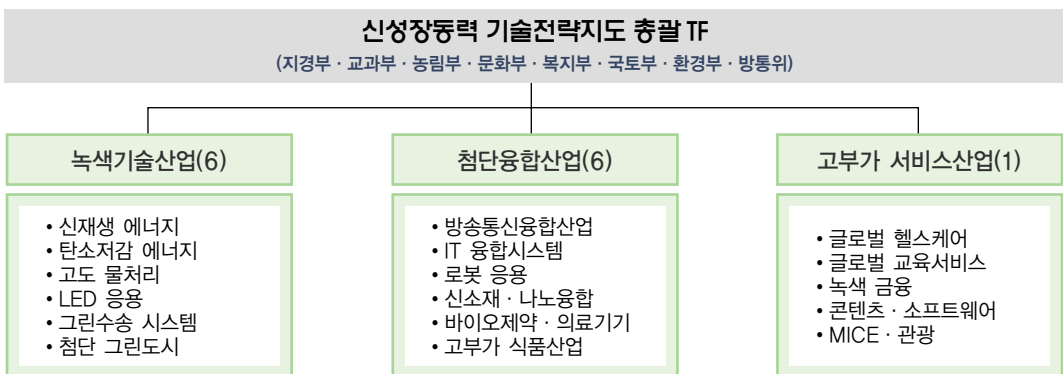 신성장동력 기술전략지도 총괄 TF
(지경부 · 교과부 · 농림부 · 문화부 · 복지부 · 국토부 · 환경부 · 방통위)
녹색기술산업(6)
• 신재생 에너지
• 탄소저감 에너지
• 고도 물처리
• LED 응용
• 그린수송 시스템
• 첨단 그린도시
첨단융합산업(6)
• 방송통신융합산업
• IT 융합시스템
• 로봇 응용
• 신소재 · 나노융합
• 바이오제약 · 의료기기
• 고부가 식품산업
고부가 서비스산업(1)
• 글로벌 헬스케어
• 글로벌 교육서비스
• 녹색 금융
• 콘텐츠 · 소프트웨어
• MICE · 관광